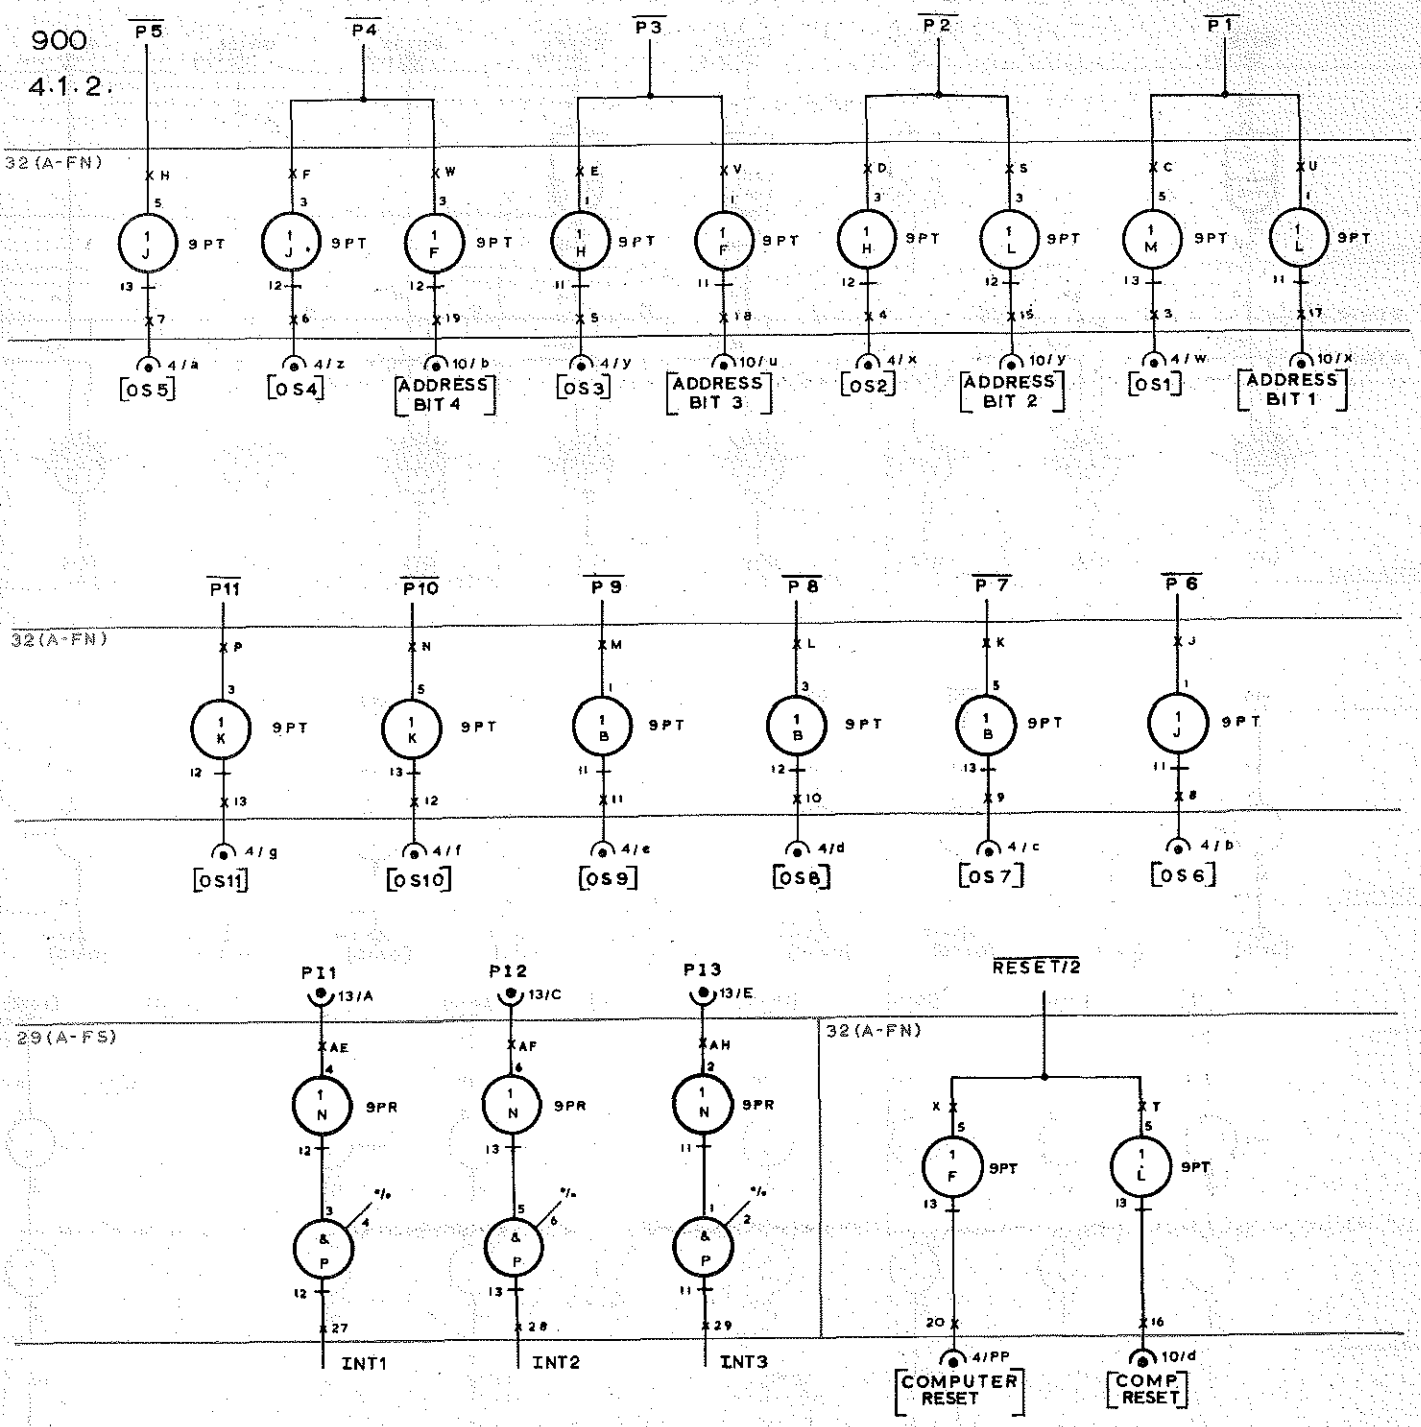 900
4.1.2.
P5 P4 P3 P2 P1
32(A-FN)
H F W E V D S C U
5 3 3 1 1 3 3 5 1
1 J 9PT 1 J 9PT 1 F 9PT 1 H 9PT 1 F 9PT 1 H 9PT 1 L 9PT 1 M 9PT 1 L 9PT
13 12 12 11 11 12 12 13 11
7 6 19 5 18 4 15 3 17
4/a 4/z 10/b 4/y 10/u 4/x 10/y 4/w 10/x
[OS5] [OS4] [ADDRESS BIT 4] [OS3] [ADDRESS BIT 3] [OS2] [ADDRESS BIT 2] [OS1] [ADDRESS BIT 1]
P11 P10 P9 P8 P7 P6
32(A-FN)
P N M L K J
3 5 1 3 5 1
1 K 9PT 1 K 9PT 1 B 9PT 1 B 9PT 1 B 9PT 1 J 9PT
12 13 11 12 13 11
13 12 11 10 9 8
4/g 4/f 4/e 4/d 4/c 4/b
[OS11] [OS10] [OS9] [OS8] [OS7] [OS6]
PI1 PI2 PI3 RESET/2
13/A 13/C 13/E
29(A-FS) 32(A-FN)
AE AF AH
4 6 2
1 N 9PR 1 N 9PR 1 N 9PR
12 13 11
X T
5 5
1 F 9PT 1 L 9PT
13 13
3 4 5 6 1 2
& P & P & P
12 13 11
27 28 29 20 16
INT1 INT2 INT3
4/PP 10/d
[COMPUTER RESET] [COMP RESET]